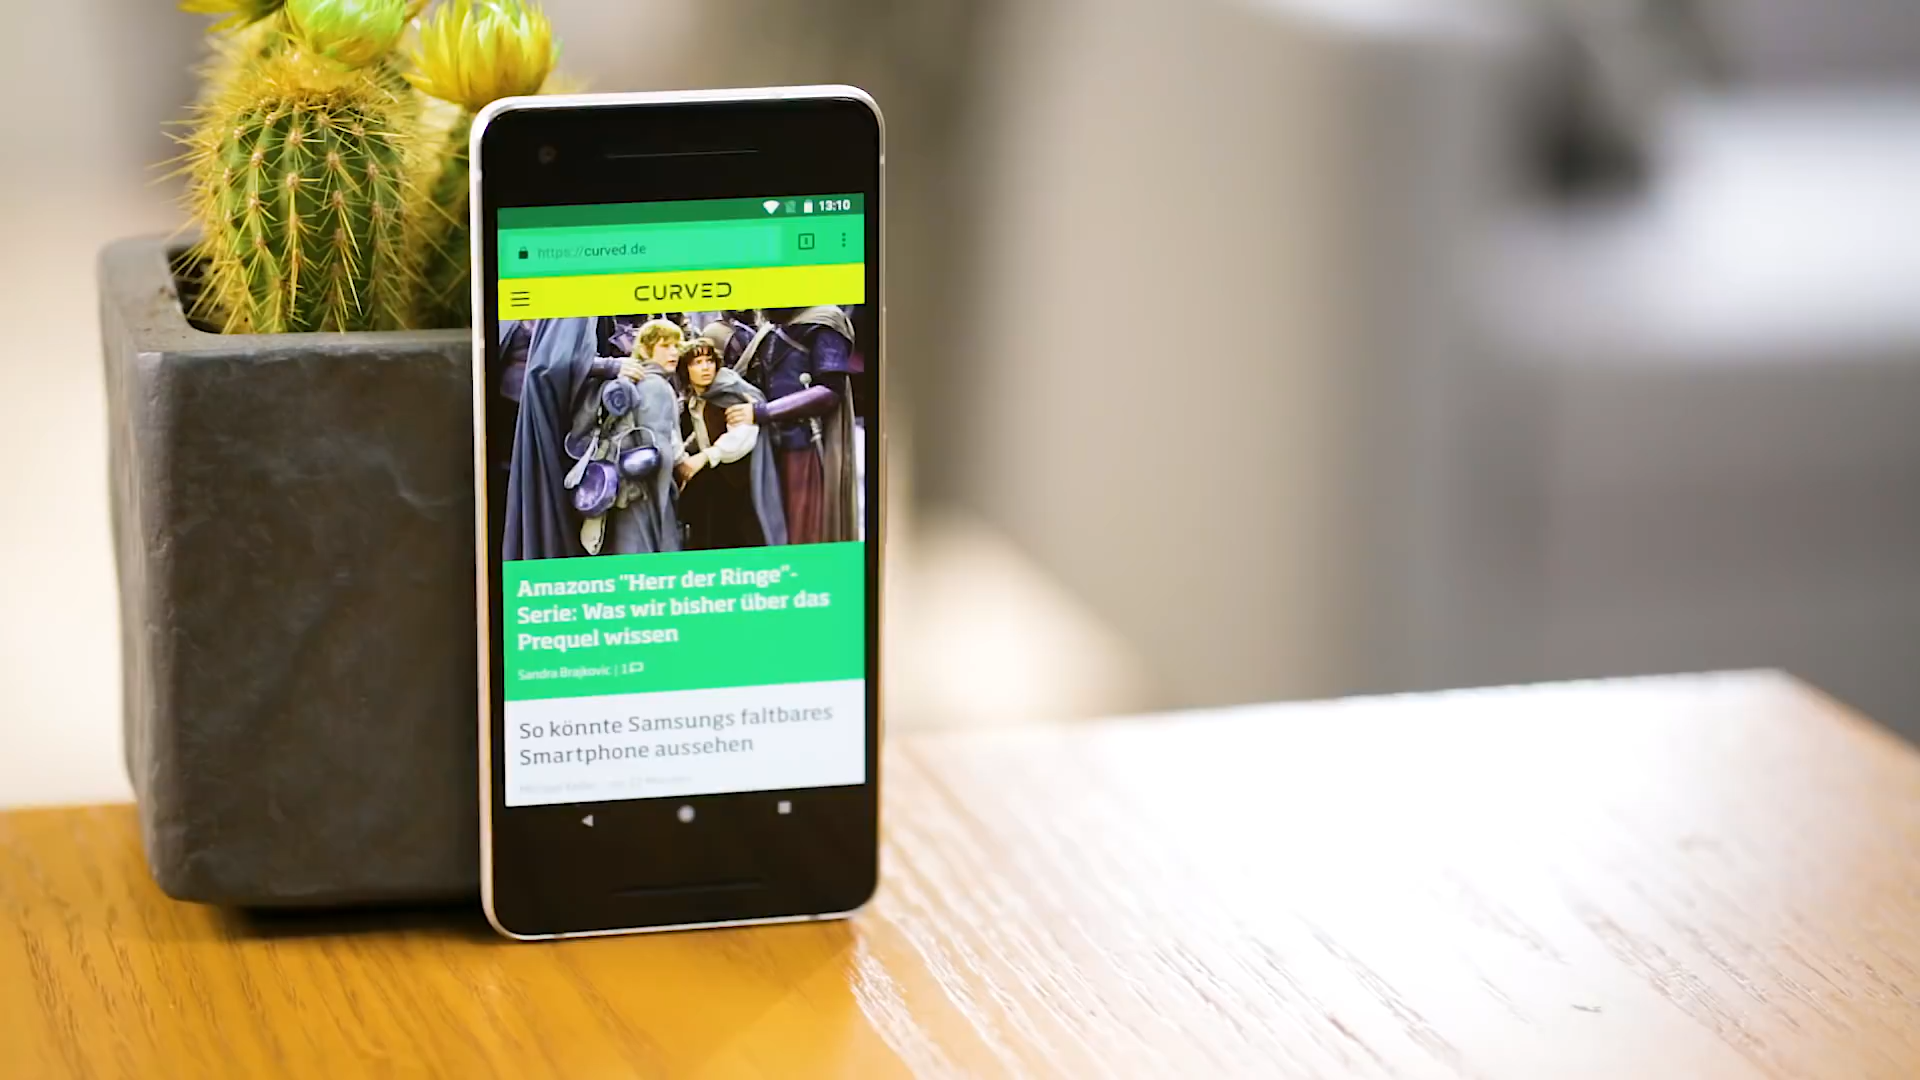 13:10
https://curved.de
CURVED
Amazons "Herr der Ringe"-
Serie: Was wir bisher über das
Prequel wissen
Sandra Brajkovic | 1
So könnte Samsungs faltbares
Smartphone aussehen